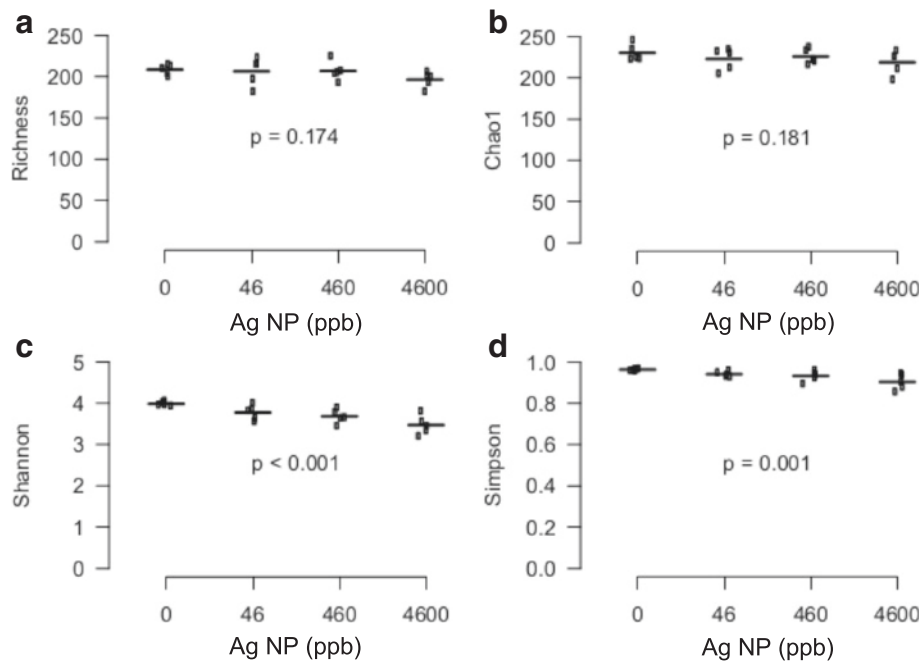 a
250
200
150
100
50
0
Richness
p = 0.174
0 46 460 4600
Ag NP (ppb)
b
250
200
150
100
50
0
Chao1
p = 0.181
0 46 460 4600
Ag NP (ppb)
c
5
4
3
2
1
0
Shannon
p < 0.001
0 46 460 4600
Ag NP (ppb)
d
1.0
0.8
0.6
0.4
0.2
0.0
Simpson
p = 0.001
0 46 460 4600
Ag NP (ppb)